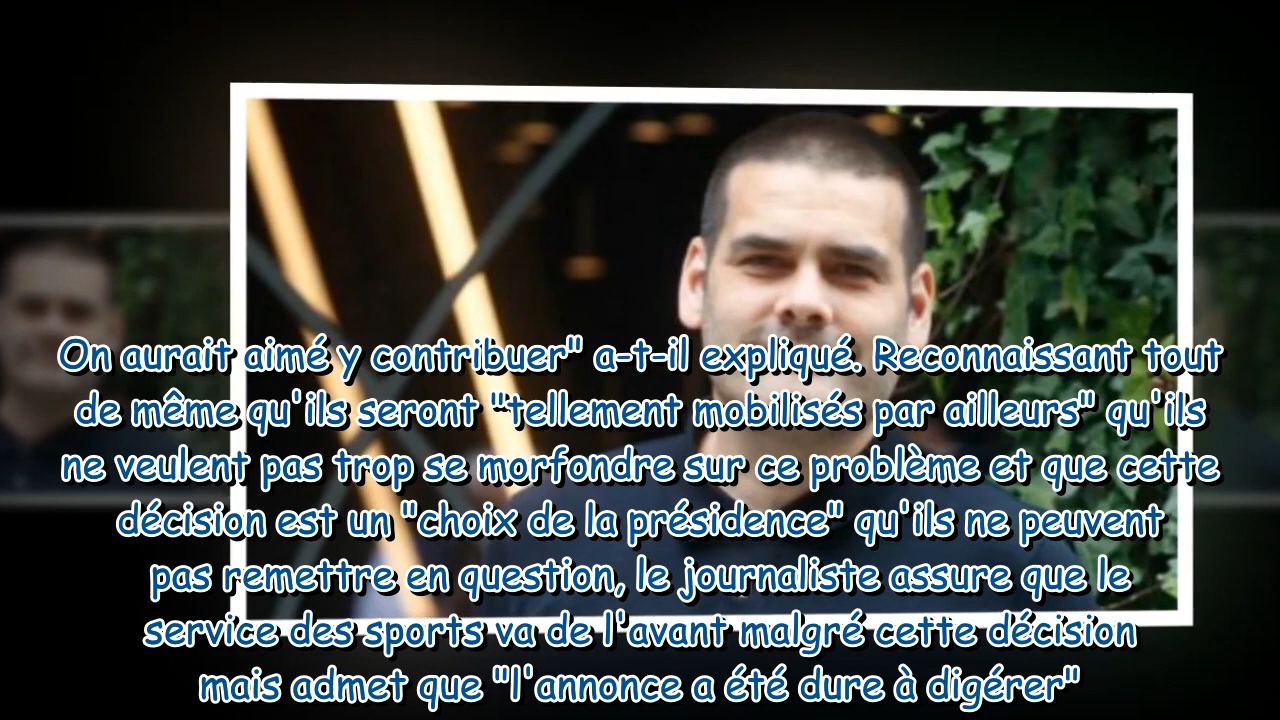 On aurait aimé y contribuer" a-t-il expliqué. Reconnaissant tout
de même qu'ils seront "tellement mobilisés par ailleurs" qu'ils
ne veulent pas trop se morfondre sur ce problème et que cette
décision est un "choix de la présidence" qu'ils ne peuvent
pas remettre en question, le journaliste assure que le
service des sports va de l'avant malgré cette décision
mais admet que "l'annonce a été dure à digérer"